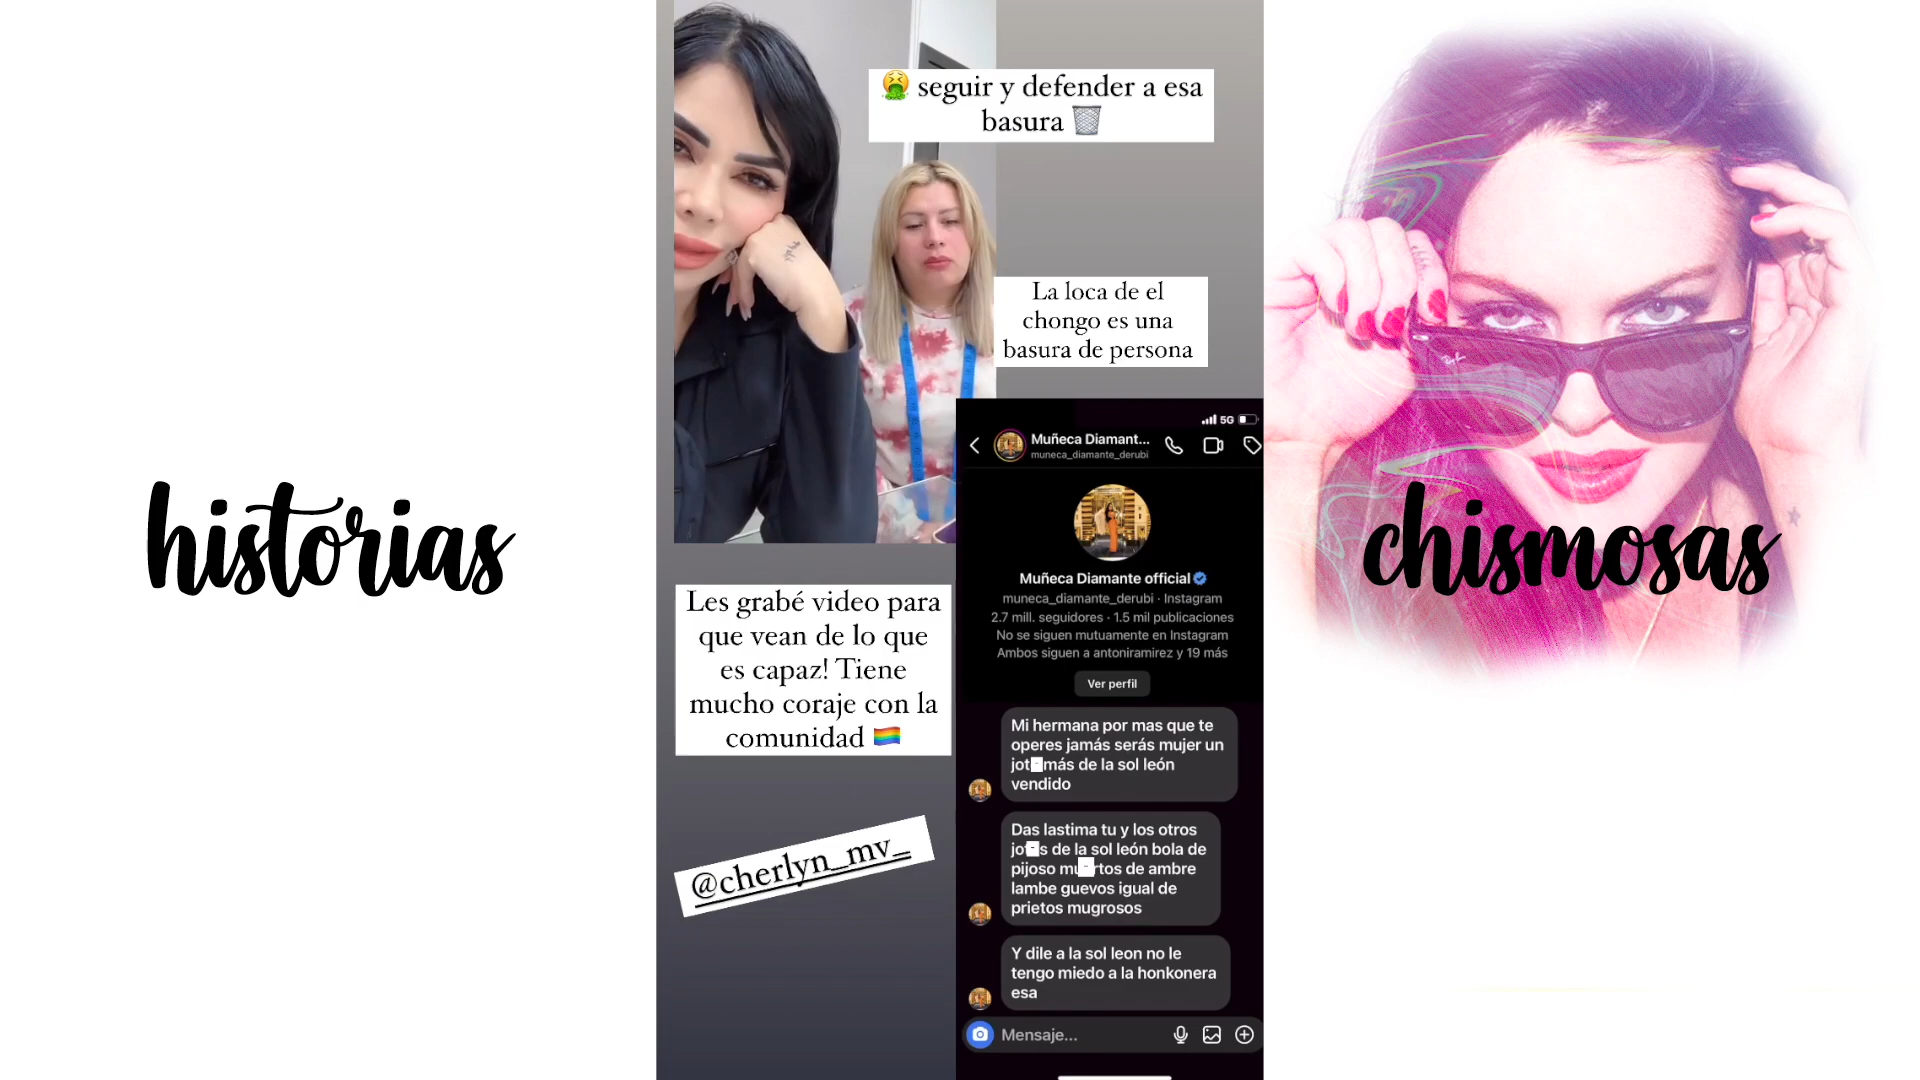 historias
🤮 seguir y defender a esa
basura 🗑️
La loca de el
chongo es una
basura de persona
Les grabé video para
que vean de lo que
es capaz! Tiene
mucho coraje con la
comunidad 🏳️‍🌈
@cherlyn_mv_
5G
Muñeca Diamant...
muneca_diamante_derubi
Muñeca Diamante official
muneca_diamante_derubi · Instagram
2.7 mill. seguidores · 1.5 mil publicaciones
No se siguen mutuamente en Instagram
Ambos siguen a antoniramirez y 19 más
Ver perfil
Mi hermana por mas que te
operes jamás serás mujer un
jot-más de la sol león
vendido
Das lastima tu y los otros
jo-s de la sol león bola de
pijoso mu-rtos de ambre
lambe guevos igual de
prietos mugrosos
Y dile a la sol leon no le
tengo miedo a la honkonera
esa
Mensaje...
Ray-Ban
chismosas